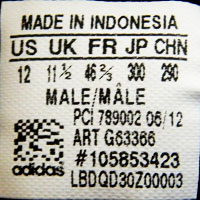 MADE IN INDONESIA
US UK FR JP CHN
12 11½ 46⅔ 300 290
MALE/MÂLE
PCI 789002 06/12
ART G63366
#105853423
adidas LBDQD30Z00003